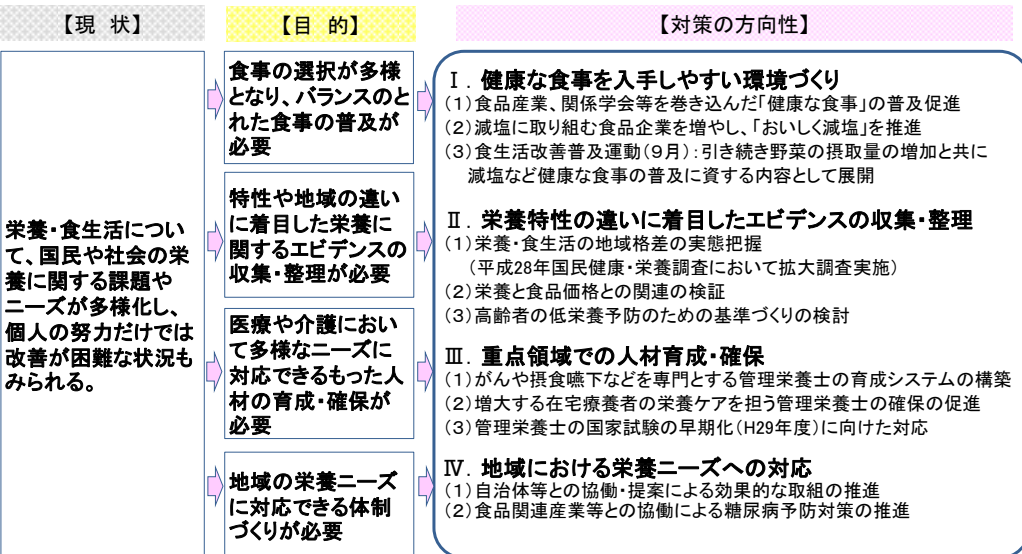 【現 状】
【目 的】
【対策の方向性】
栄養・食生活につい
て、国民や社会の栄
養に関する課題や
ニーズが多様化し、
個人の努力だけでは
改善が困難な状況も
みられる。
食事の選択が多様
となり、バランスのと
れた食事の普及が
必要
特性や地域の違い
に着目した栄養に
関するエビデンスの
収集・整理が必要
医療や介護におい
て多様なニーズに
対応できるもった人
材の育成・確保が
必要
地域の栄養ニーズ
に対応できる体制
づくりが必要
Ⅰ．健康な食事を入手しやすい環境づくり
（１）食品産業、関係学会等を巻き込んだ「健康な食事」の普及促進
（２）減塩に取り組む食品企業を増やし、「おいしく減塩」を推進
（３）食生活改善普及運動（９月）：引き続き野菜の摂取量の増加と共に
減塩など健康な食事の普及に資する内容として展開
Ⅱ．栄養特性の違いに着目したエビデンスの収集・整理
（１）栄養・食生活の地域格差の実態把握
（平成28年国民健康・栄養調査において拡大調査実施）
（２）栄養と食品価格との関連の検証
（３）高齢者の低栄養予防のための基準づくりの検討
Ⅲ．重点領域での人材育成・確保
（１）がんや摂食嚥下などを専門とする管理栄養士の育成システムの構築
（２）増大する在宅療養者の栄養ケアを担う管理栄養士の確保の促進
（３）管理栄養士の国家試験の早期化（H29年度）に向けた対応
Ⅳ．地域における栄養ニーズへの対応
（１）自治体等との協働・提案による効果的な取組の推進
（２）食品関連産業等との協働による糖尿病予防対策の推進